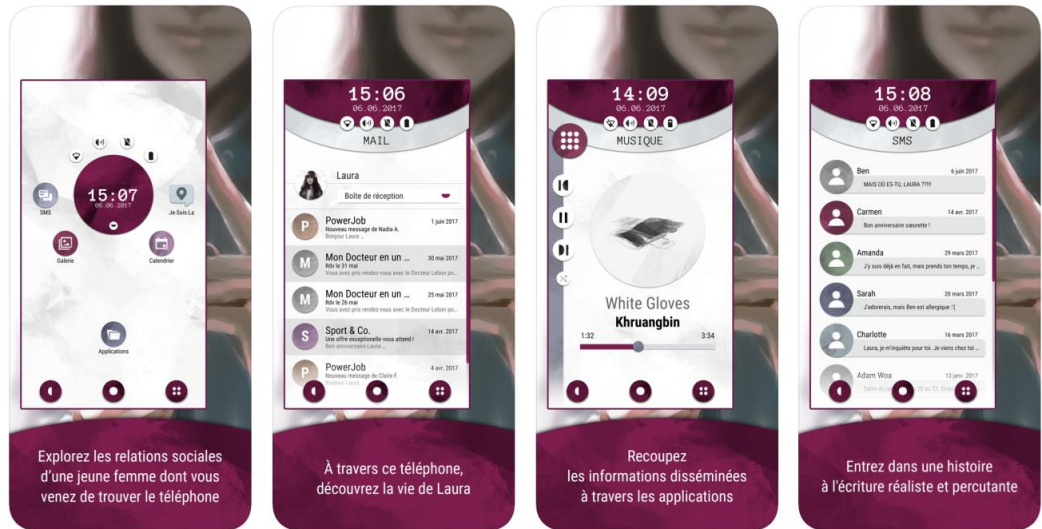 15:07
06.06.2017
SMS
Je-Suis-Là
Galerie
Calendrier
Applications
Explorez les relations sociales
d'une jeune femme dont vous
venez de trouver le téléphone
15:06
06.06.2017
MAIL
Laura
Boîte de réception
P
PowerJob
1 juin 2017
Nouveau message de Nadia A.
Bonjour Laura ...
M
Mon Docteur en un ...
30 mai 2017
Rdv le 31 mai
Vous avez pris rendez-vous avec le Docteur Lebon po...
M
Mon Docteur en un ...
25 mai 2017
Rdv le 26 mai
Vous avez pris rendez-vous avec le Docteur Lebon po...
S
Sport & Co.
14 avr. 2017
Une offre exceptionelle vous attend !
Bon anniversaire Laura ...
P
PowerJob
4 avr. 2017
Nouveau message de Claire F.
Bonjour Laura ...
À travers ce téléphone,
découvrez la vie de Laura
14:09
06.06.2017
MUSIQUE
White Gloves
Khruangbin
1:32
3:34
Recoupez
les informations disséminées
à travers les applications
15:08
06.06.2017
SMS
Ben
6 juin 2017
MAIS OÙ ES-TU, LAURA ??!!!
Carmen
14 avr. 2017
Bon anniversaire sœurette !
Amanda
29 mars 2017
J'y suis déjà en fait, mais prends ton temps, je ...
Sarah
20 mars 2017
J'adorerais, mais Ben est allergique :'(
Charlotte
16 mars 2017
Laura, je m'inquiète pour toi. Je viens chez toi ...
Adam Woa
13 janv. 2017
Entrez dans une histoire
à l'écriture réaliste et percutante